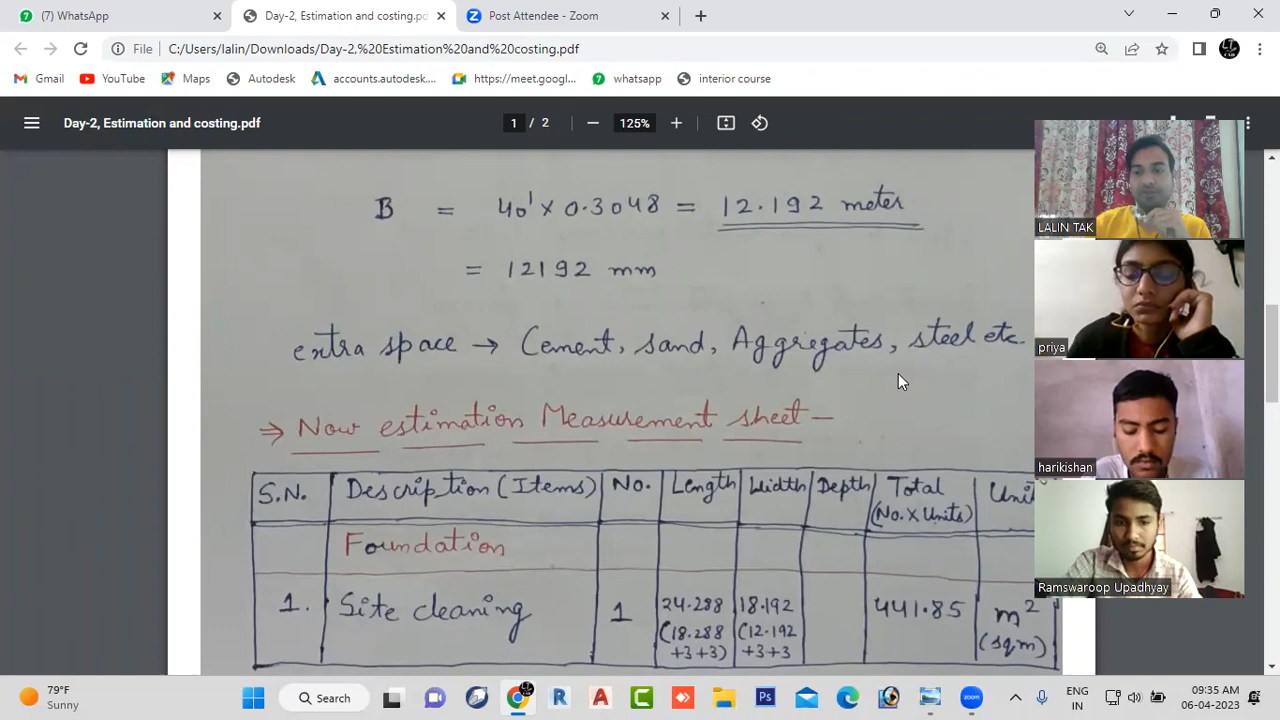 (7) WhatsApp
Day-2, Estimation and costing.pdf
Post Attendee - Zoom
File C:/Users/lalin/Downloads/Day-2,%20Estimation%20and%20costing.pdf
Gmail YouTube Maps Autodesk accounts.autodesk.... https://meet.googl... whatsapp interior course
Day-2, Estimation and costing.pdf 1 / 2 125%
B = 40' x 0.3048 = 12.192 meter
= 12192 mm
extra space → Cement, sand, Aggregates, steel etc.
⇒ Now estimation Measurement sheet –
S.N. Description (Items) No. Length Width Depth Total (No. X Units) Unit
Foundation
1. Site cleaning 1 24.288 18.192 441.85 m²
(18.288 (12.192 (sqm)
+3+3) +3+3
LALIN TAK
priya
harikishan
Ramswaroop Upadhyay
79°F
Sunny
Search
ENG
IN
09:35 AM
06-04-2023